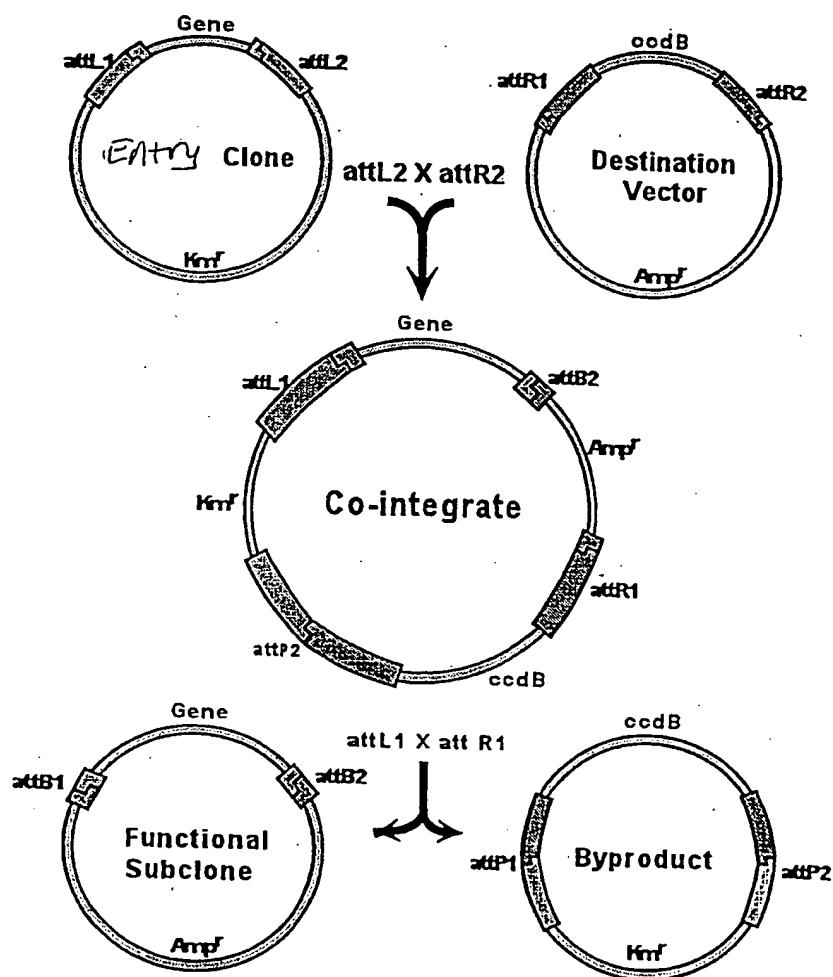 Gene
attL1
attL2
Entry Clone
Kmr
attL2 X attR2
ccdB
attR1
attR2
Destination
Vector
Ampr
Gene
attL1
attB2
Ampr
Kmr
Co-integrate
attR1
attP2
ccdB
attL1 X att R1
Gene
attB1
attB2
Functional
Subclone
Ampr
ccdB
attP1
attP2
Byproduct
Kmr